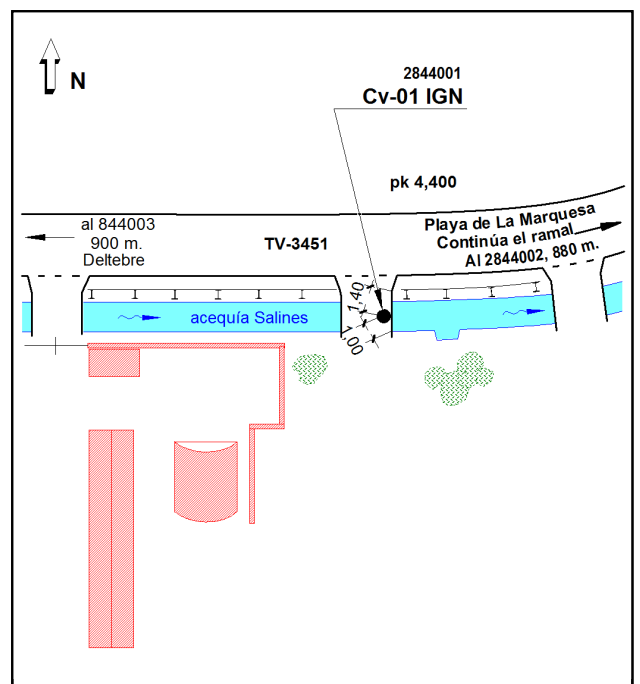 N
2844001
Cv-01 IGN
pk 4,400
al 844003
900 m.
Deltebre
TV-3451
Playa de La Marquesa
Continúa el ramal
Al 2844002, 880 m.
1,40
acequía Salines
,00